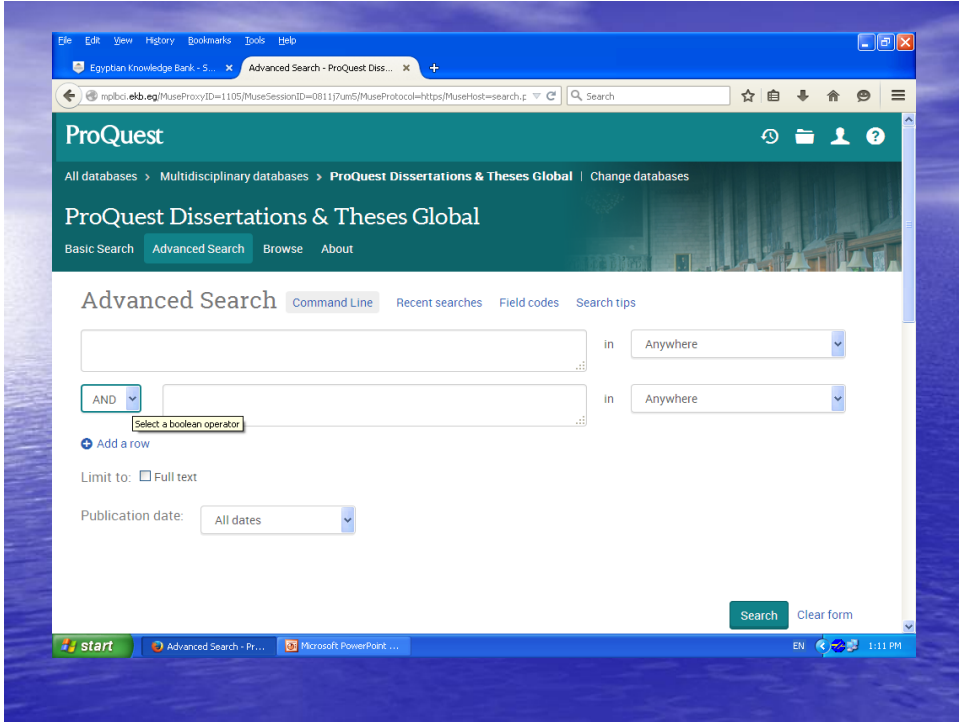 File Edit View History Bookmarks Tools Help
Egyptian Knowledge Bank - S... × Advanced Search - ProQuest Diss... × +
mplbci.ekb.eg/MuseProxyID=1105/MuseSessionID=0811j7um5/MuseProtocol=https/MuseHost=search.p Search
ProQuest
All databases > Multidisciplinary databases > ProQuest Dissertations & Theses Global | Change databases
ProQuest Dissertations & Theses Global
Basic Search Advanced Search Browse About
Advanced Search Command Line Recent searches Field codes Search tips
in Anywhere
AND in Anywhere
Select a boolean operator
Add a row
Limit to: Full text
Publication date: All dates
Search Clear form
start Advanced Search - Pr... Microsoft PowerPoint ... EN 1:11 PM